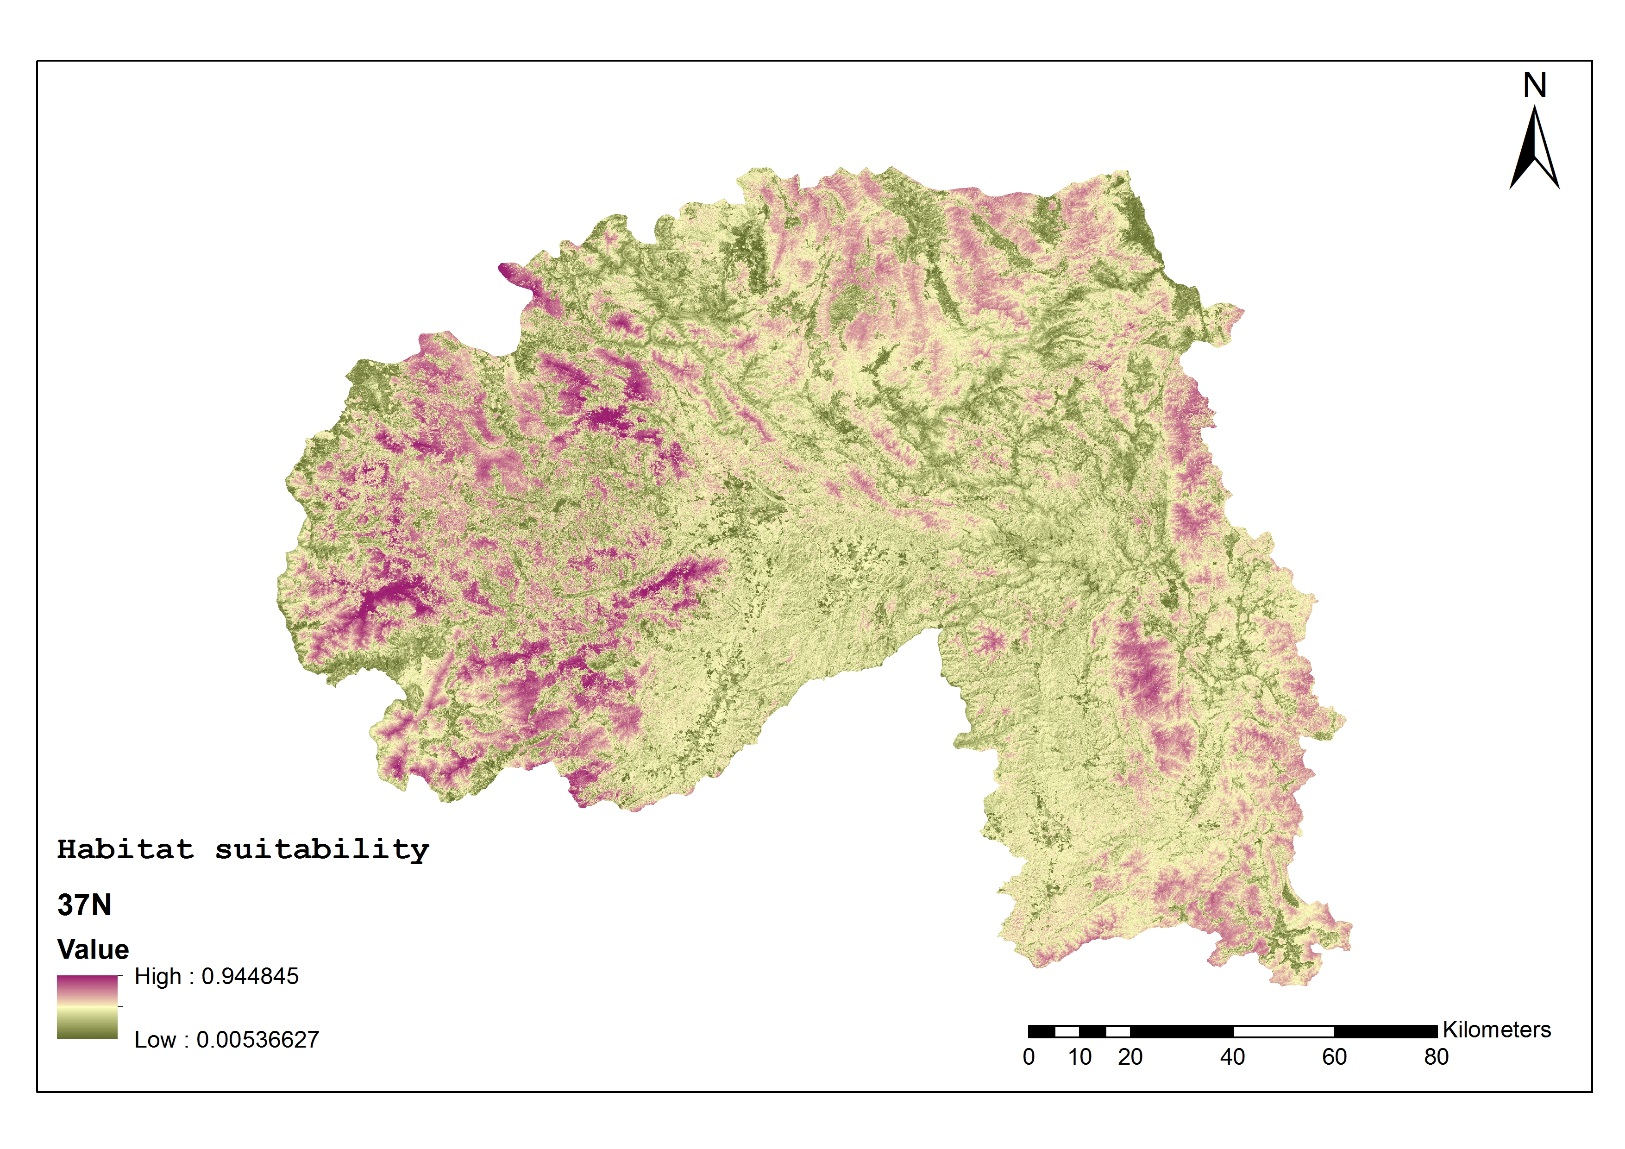 N
Habitat suitability
37N
Value
High : 0.944845
Low : 0.00536627
Kilometers
0 10 20 40 60 80